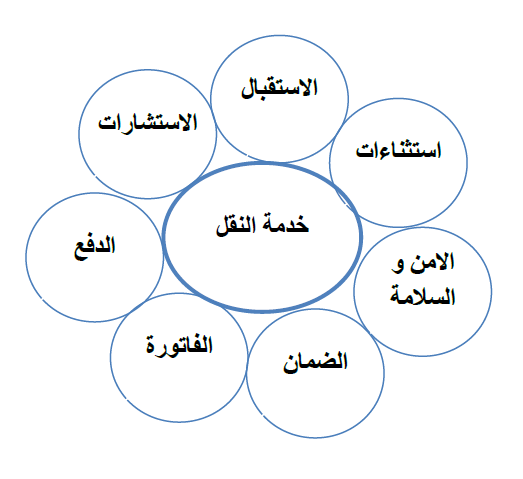 الاستقبال
الاستشارات
استثناءات
خدمة النقل
الدفع
الامن و
السلامة
الفاتورة
الضمان